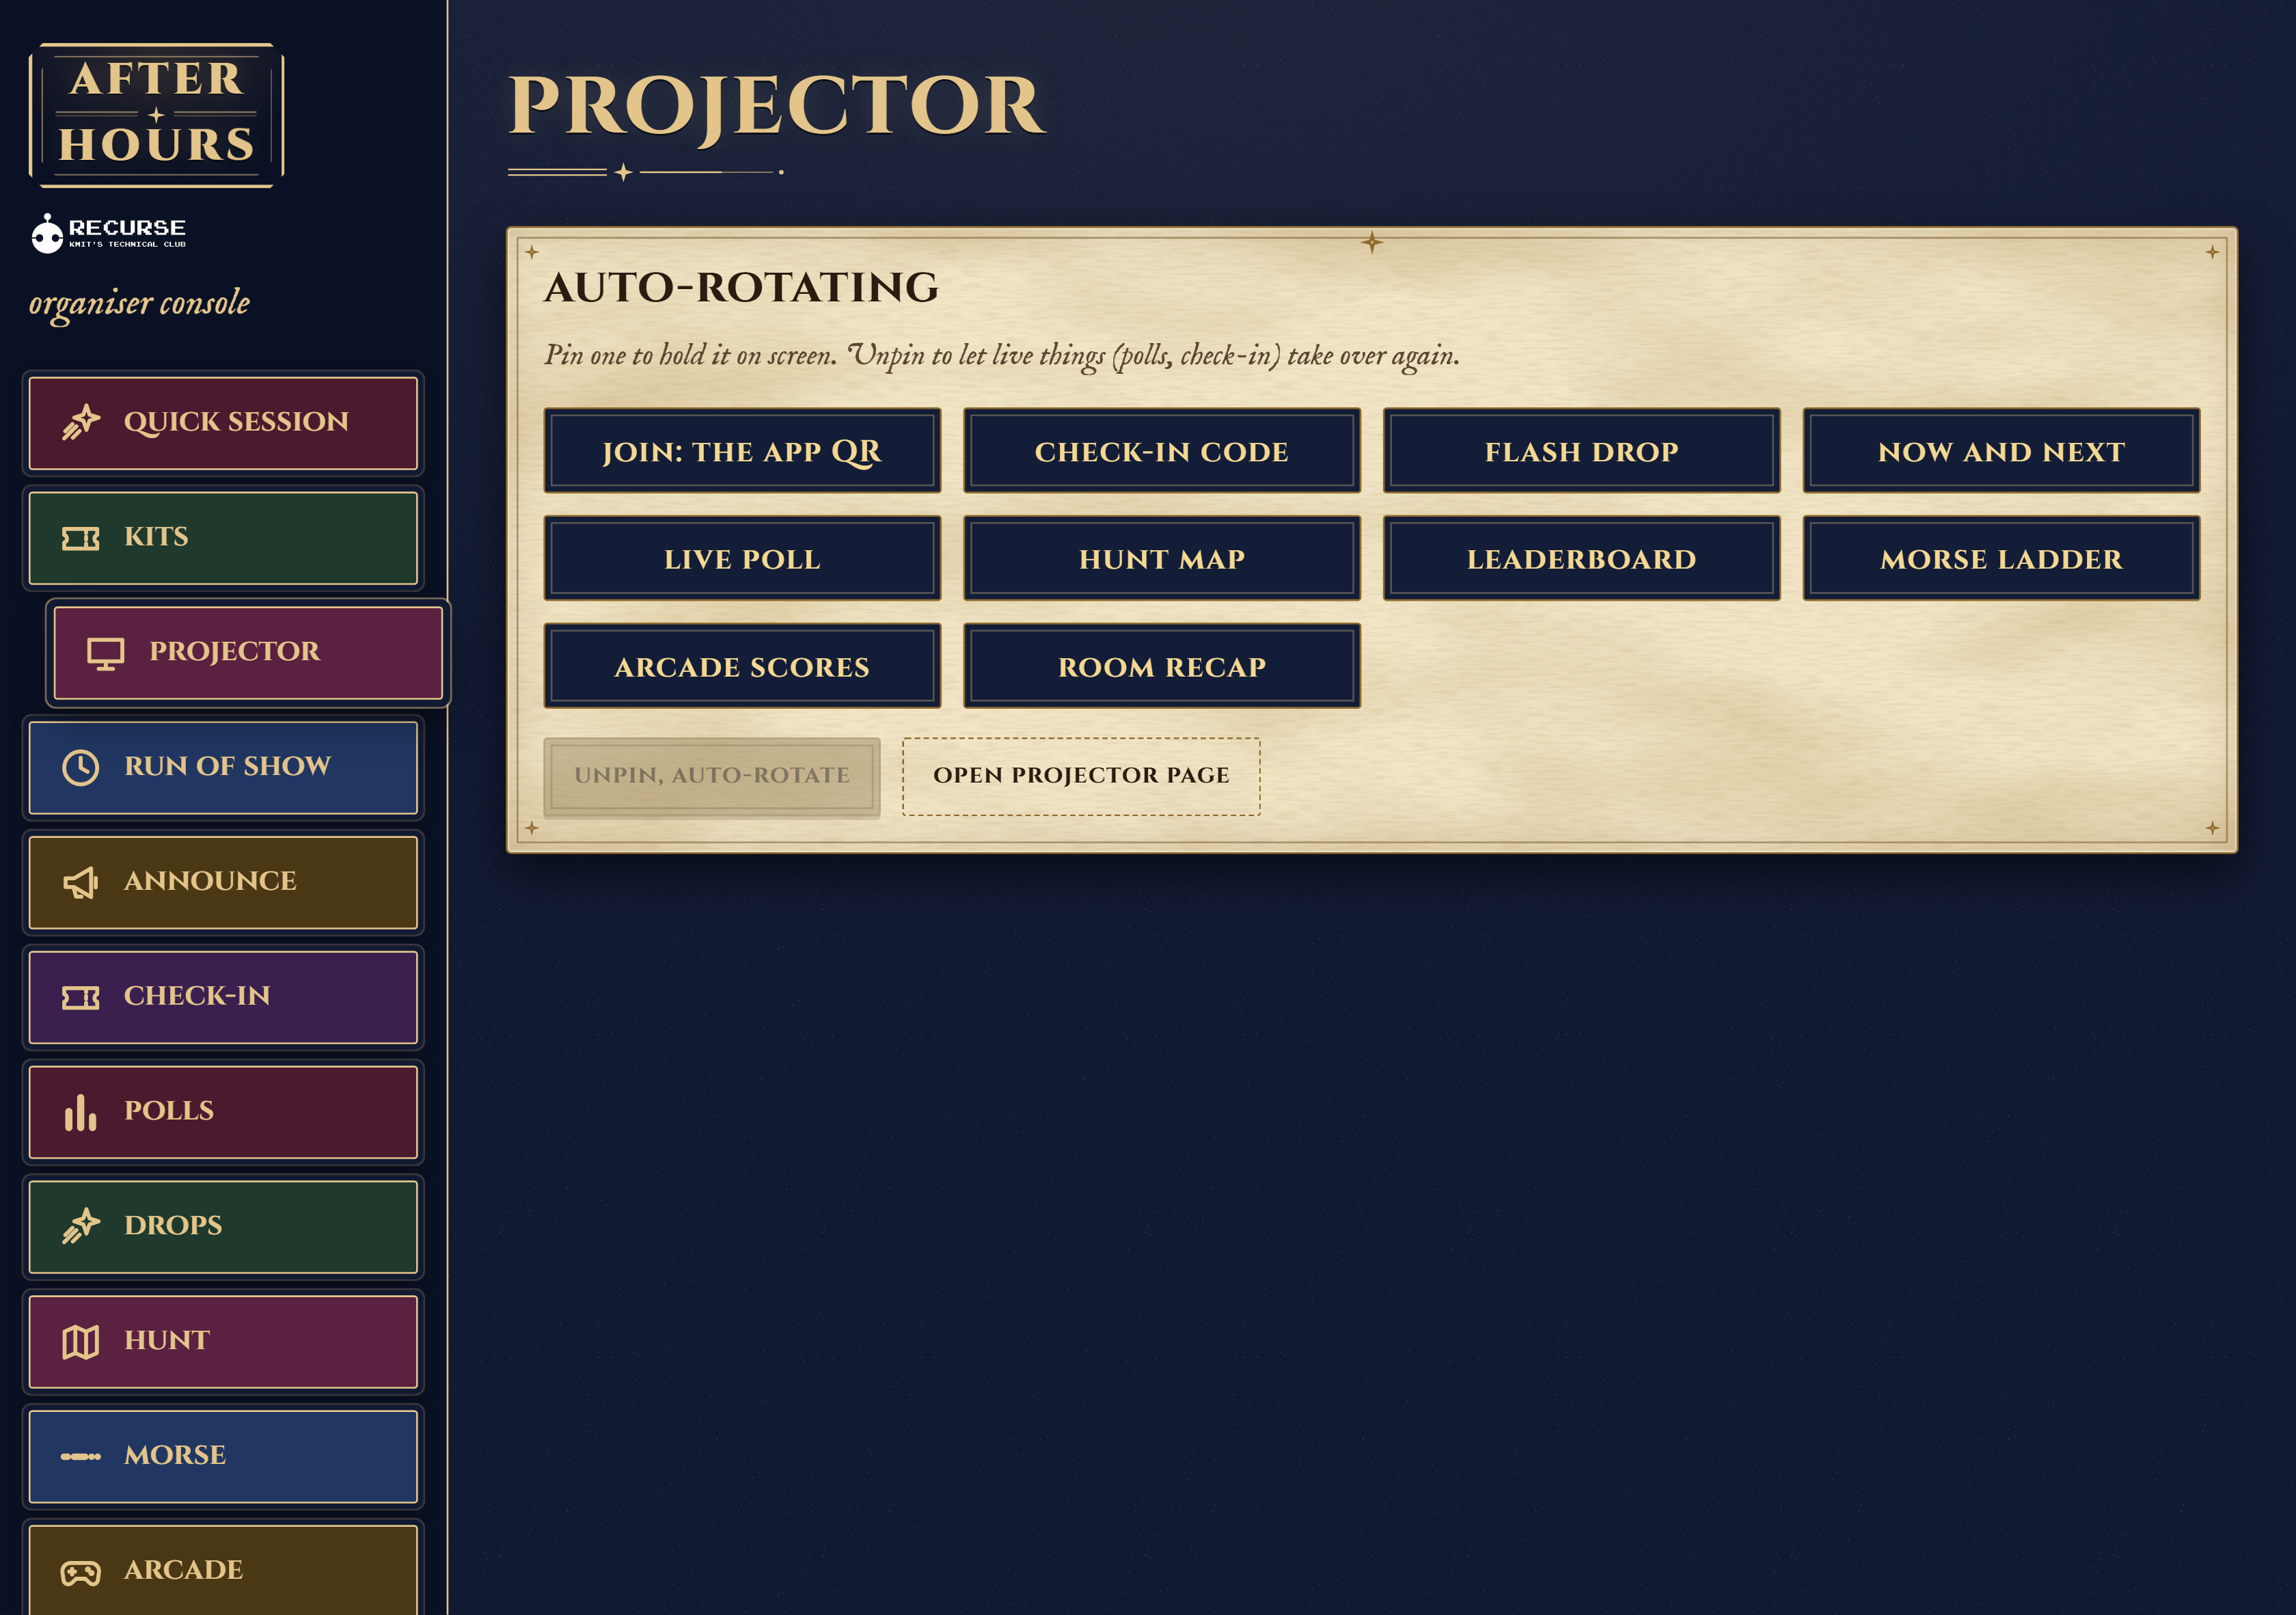 AFTER
HOURS
RECURSE
KMIT'S TECHNICAL CLUB
organiser console
QUICK SESSION
KITS
PROJECTOR
RUN OF SHOW
ANNOUNCE
CHECK-IN
POLLS
DROPS
HUNT
MORSE
ARCADE
PROJECTOR
AUTO-ROTATING
Pin one to hold it on screen. Unpin to let live things (polls, check-in) take over again.
JOIN: THE APP QR
CHECK-IN CODE
FLASH DROP
NOW AND NEXT
LIVE POLL
HUNT MAP
LEADERBOARD
MORSE LADDER
ARCADE SCORES
ROOM RECAP
UNPIN, AUTO-ROTATE
OPEN PROJECTOR PAGE